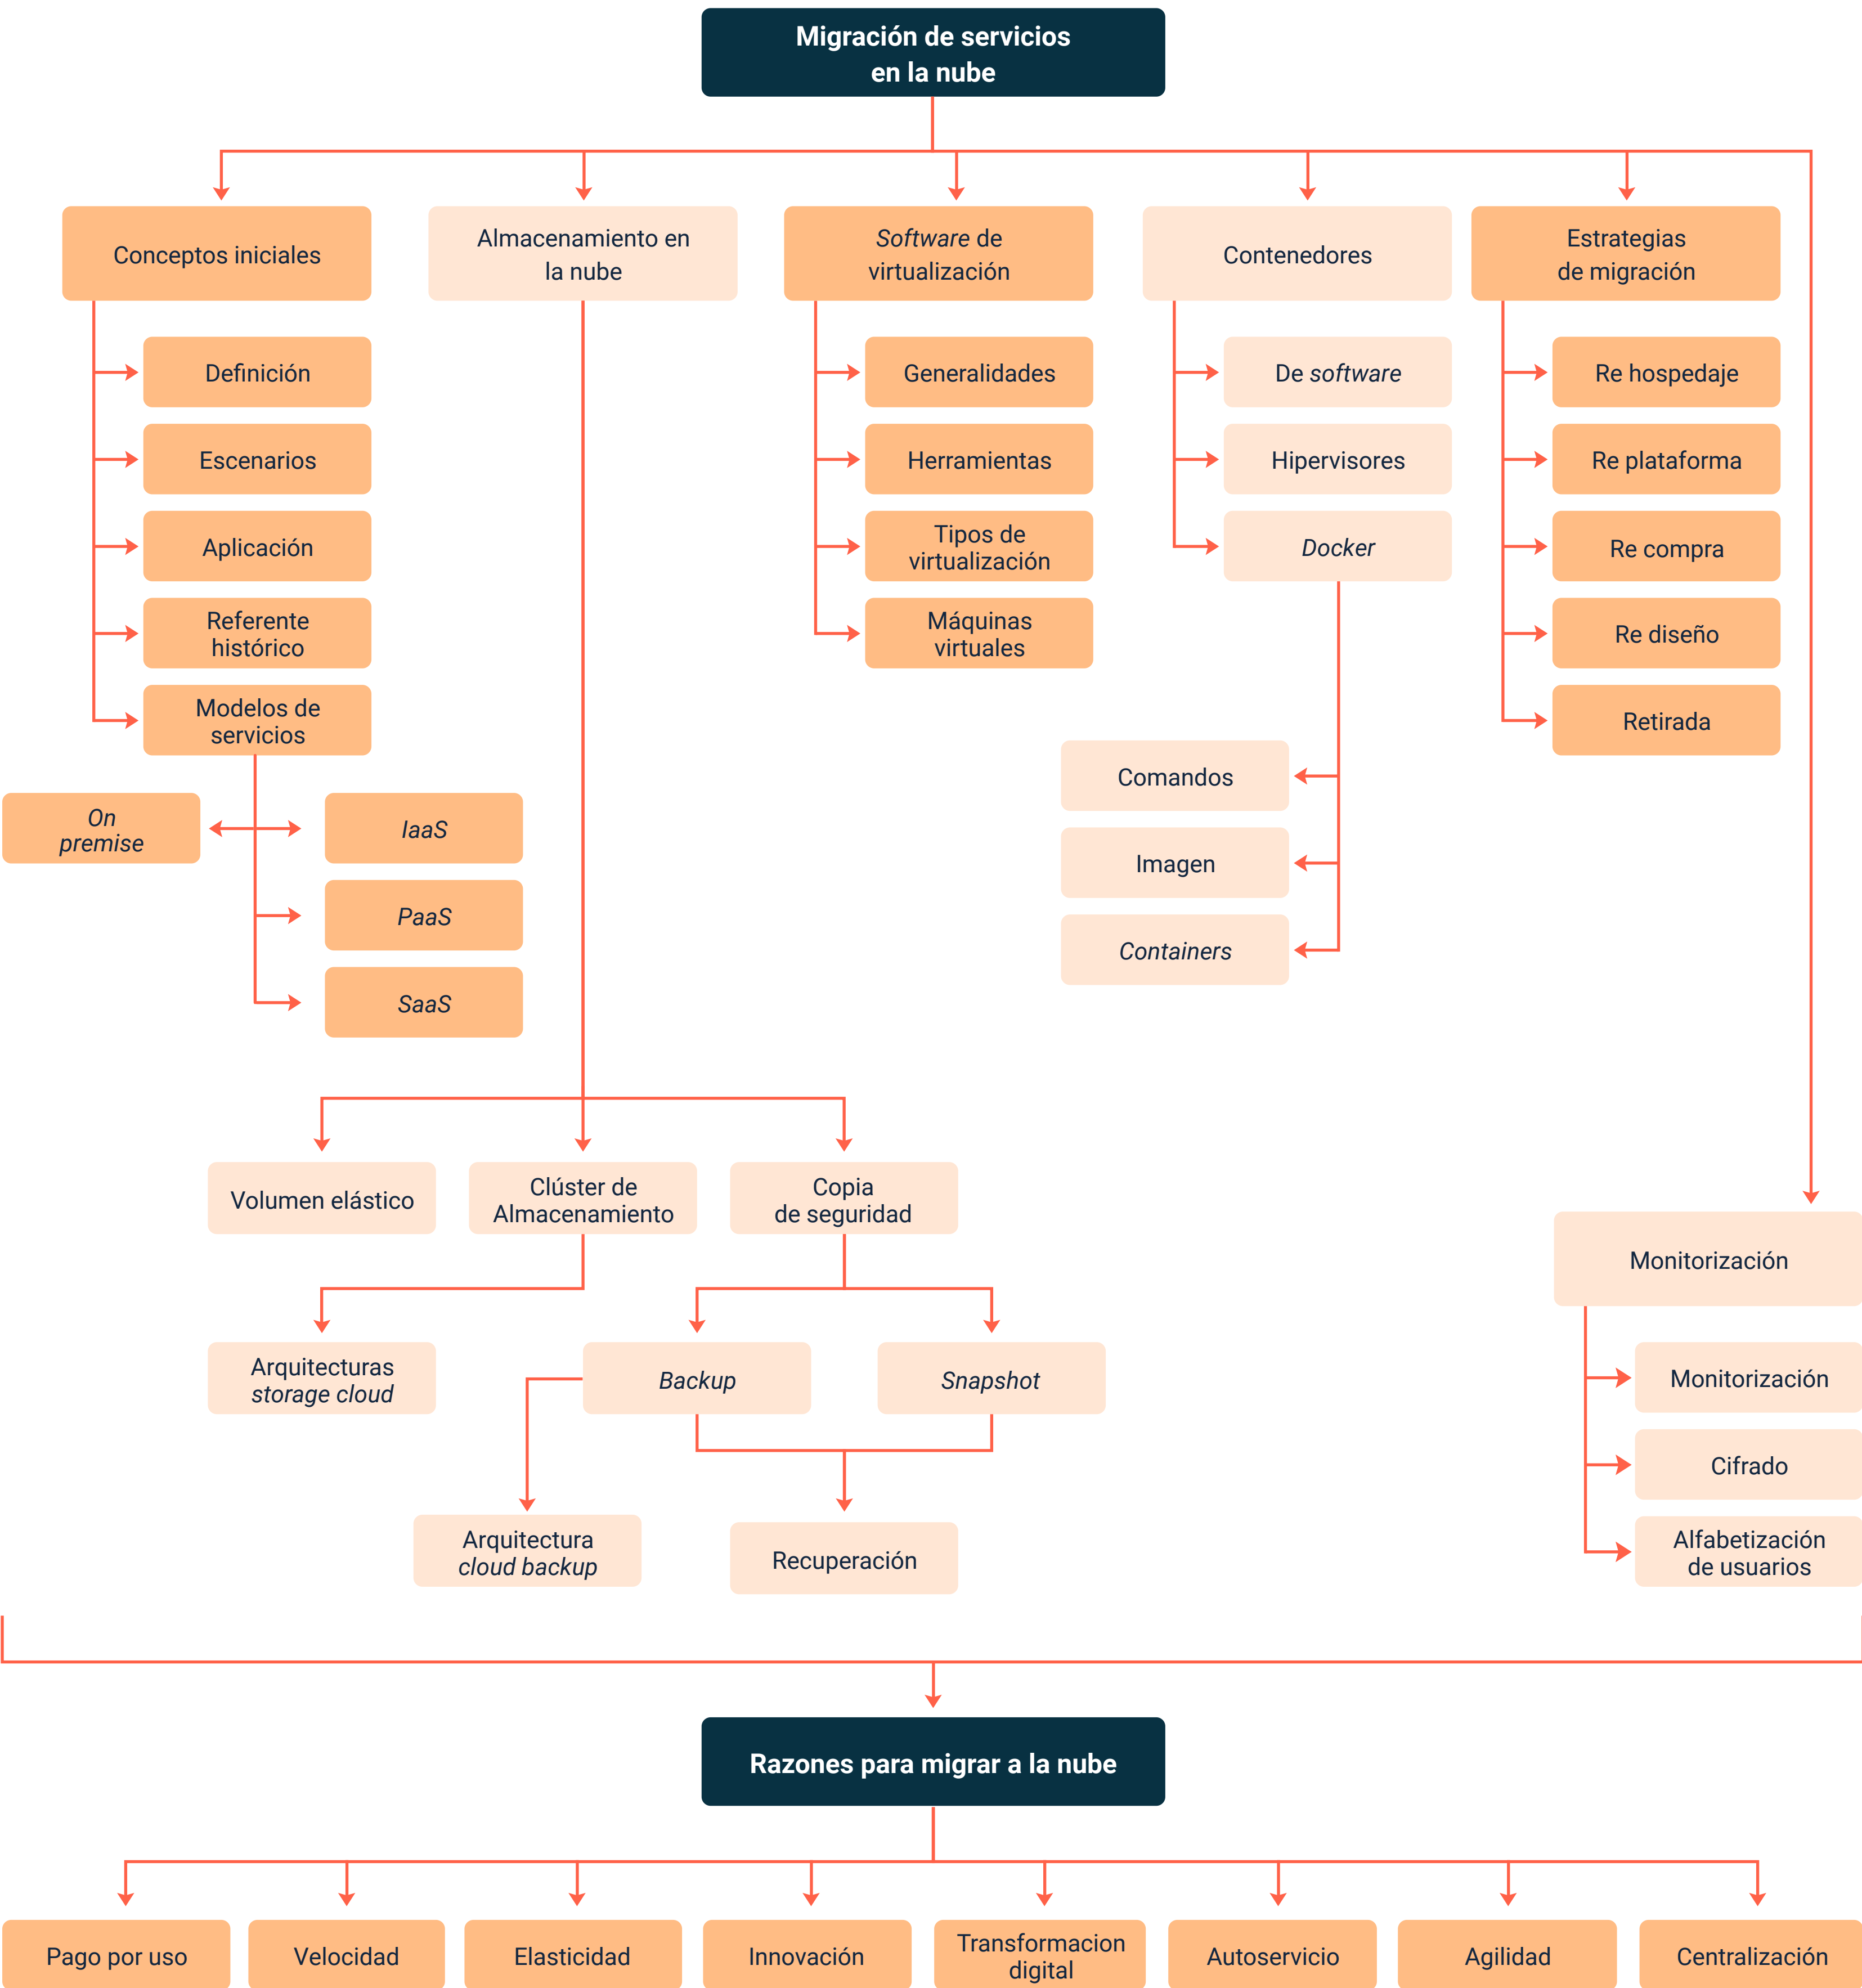 Migración de servicios
en la nube
Conceptos iniciales
Definición
Escenarios
Aplicación
Referente
histórico
Modelos de
servicios
On
premise
IaaS
PaaS
SaaS
Almacenamiento en
la nube
Volumen elástico
Clúster de
Almacenamiento
Copia
de seguridad
Arquitecturas
storage cloud
Backup
Snapshot
Arquitectura
cloud backup
Recuperación
Software de
virtualización
Generalidades
Herramientas
Tipos de
virtualización
Máquinas
virtuales
Contenedores
De software
Hipervisores
Docker
Comandos
Imagen
Containers
Estrategias
de migración
Re hospedaje
Re plataforma
Re compra
Re diseño
Retirada
Monitorización
Monitorización
Cifrado
Alfabetización
de usuarios
Razones para migrar a la nube
Pago por uso
Velocidad
Elasticidad
Innovación
Transformacion
digital
Autoservicio
Agilidad
Centralización